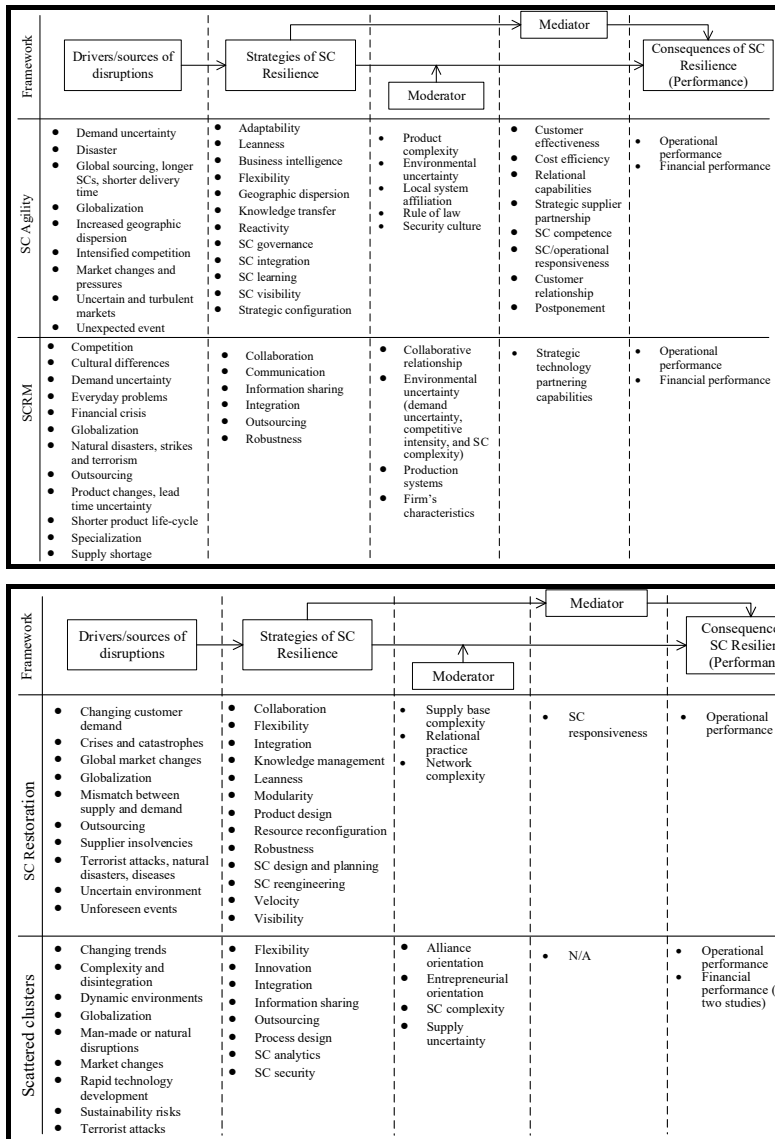 Framework
Drivers/sources of
disruptions
Strategies of SC
Resilience
Mediator
Moderator
Consequences of SC
Resilience
(Performance)
SC Agility
Demand uncertainty
Disaster
Global sourcing, longer
SCs, shorter delivery
time
Globalization
Increased geographic
dispersion
Intensified competition
Market changes and
pressures
Uncertain and turbulent
markets
Unexpected event
Adaptability
Leanness
Business intelligence
Flexibility
Geographic dispersion
Knowledge transfer
Reactivity
SC governance
SC integration
SC learning
SC visibility
Strategic configuration
Product
complexity
Environmental
uncertainty
Local system
affiliation
Rule of law
Security culture
Customer
effectiveness
Cost efficiency
Relational
capabilities
Strategic supplier
partnership
SC competence
SC/operational
responsiveness
Customer
relationship
Postponement
Operational
performance
Financial performance
SCRM
Competition
Cultural differences
Demand uncertainty
Everyday problems
Financial crisis
Globalization
Natural disasters, strikes
and terrorism
Outsourcing
Product changes, lead
time uncertainty
Shorter product life-cycle
Specialization
Supply shortage
Collaboration
Communication
Information sharing
Integration
Outsourcing
Robustness
Collaborative
relationship
Environmental
uncertainty
(demand
uncertainty,
competitive
intensity, and SC
complexity)
Production
systems
Firm's
characteristics
Strategic
technology
partnering
capabilities
Operational
performance
Financial performance
Framework
Drivers/sources of
disruptions
Strategies of SC
Resilience
Mediator
Moderator
Consequence
SC Resilien
(Performan
SC Restoration
Changing customer
demand
Crises and catastrophes
Global market changes
Globalization
Mismatch between
supply and demand
Outsourcing
Supplier insolvencies
Terrorist attacks, natural
disasters, diseases
Uncertain environment
Unforeseen events
Collaboration
Flexibility
Integration
Knowledge management
Leanness
Modularity
Product design
Resource reconfiguration
Robustness
SC design and planning
SC reengineering
Velocity
Visibility
Supply base
complexity
Relational
practice
Network
complexity
SC
responsiveness
Operational
performance
Scattered clusters
Changing trends
Complexity and
disintegration
Dynamic environments
Globalization
Man-made or natural
disruptions
Market changes
Rapid technology
development
Sustainability risks
Terrorist attacks
Flexibility
Innovation
Integration
Information sharing
Outsourcing
Process design
SC analytics
SC security
Alliance
orientation
Entrepreneurial
orientation
SC complexity
Supply
uncertainty
N/A
Operational
performance
Financial
performance (
two studies)